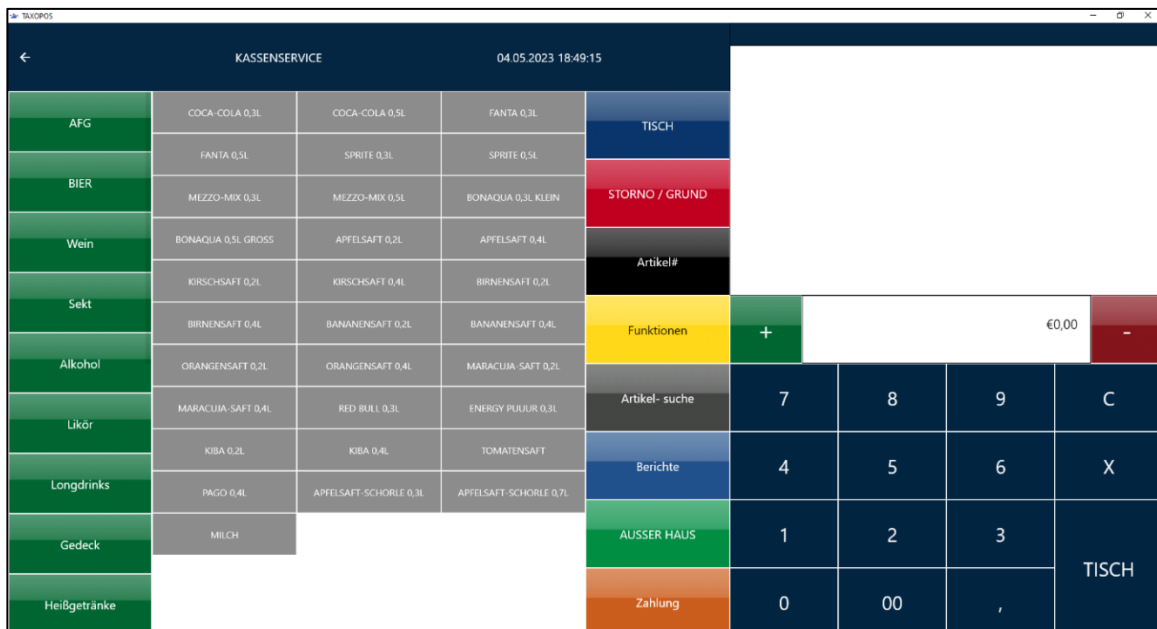 TAXOPOS
KASSENSERVICE
04.05.2023 18:49:15
AFG
BIER
Wein
Sekt
Alkohol
Likör
Longdrinks
Gedeck
Heißgetränke
COCA-COLA 0,3L
COCA-COLA 0,5L
FANTA 0,3L
FANTA 0,5L
SPRITE 0,3L
SPRITE 0,5L
MEZZO-MIX 0,3L
MEZZO-MIX 0,5L
BONAQUA 0,3L KLEIN
BONAQUA 0,5L GROSS
APFELSAFT 0,2L
APFELSAFT 0,4L
KIRSCHSAFT 0,2L
KIRSCHSAFT 0,4L
BIRNENSAFT 0,2L
BIRNENSAFT 0,4L
BANANENSAFT 0,2L
BANANENSAFT 0,4L
ORANGENSAFT 0,2L
ORANGENSAFT 0,4L
MARACUJA-SAFT 0,2L
MARACUJA-SAFT 0,4L
RED BULL 0,3L
ENERGY PUUUR 0,3L
KIBA 0,2L
KIBA 0,4L
TOMATENSAFT
PAGO 0,4L
APFELSAFT-SCHORLE 0,3L
APFELSAFT-SCHORLE 0,7L
MILCH
TISCH
STORNO / GRUND
Artikel#
Funktionen
Artikel- suche
Berichte
AUSSER HAUS
Zahlung
+
€0,00
-
7
8
9
C
4
5
6
X
1
2
3
TISCH
0
00
,